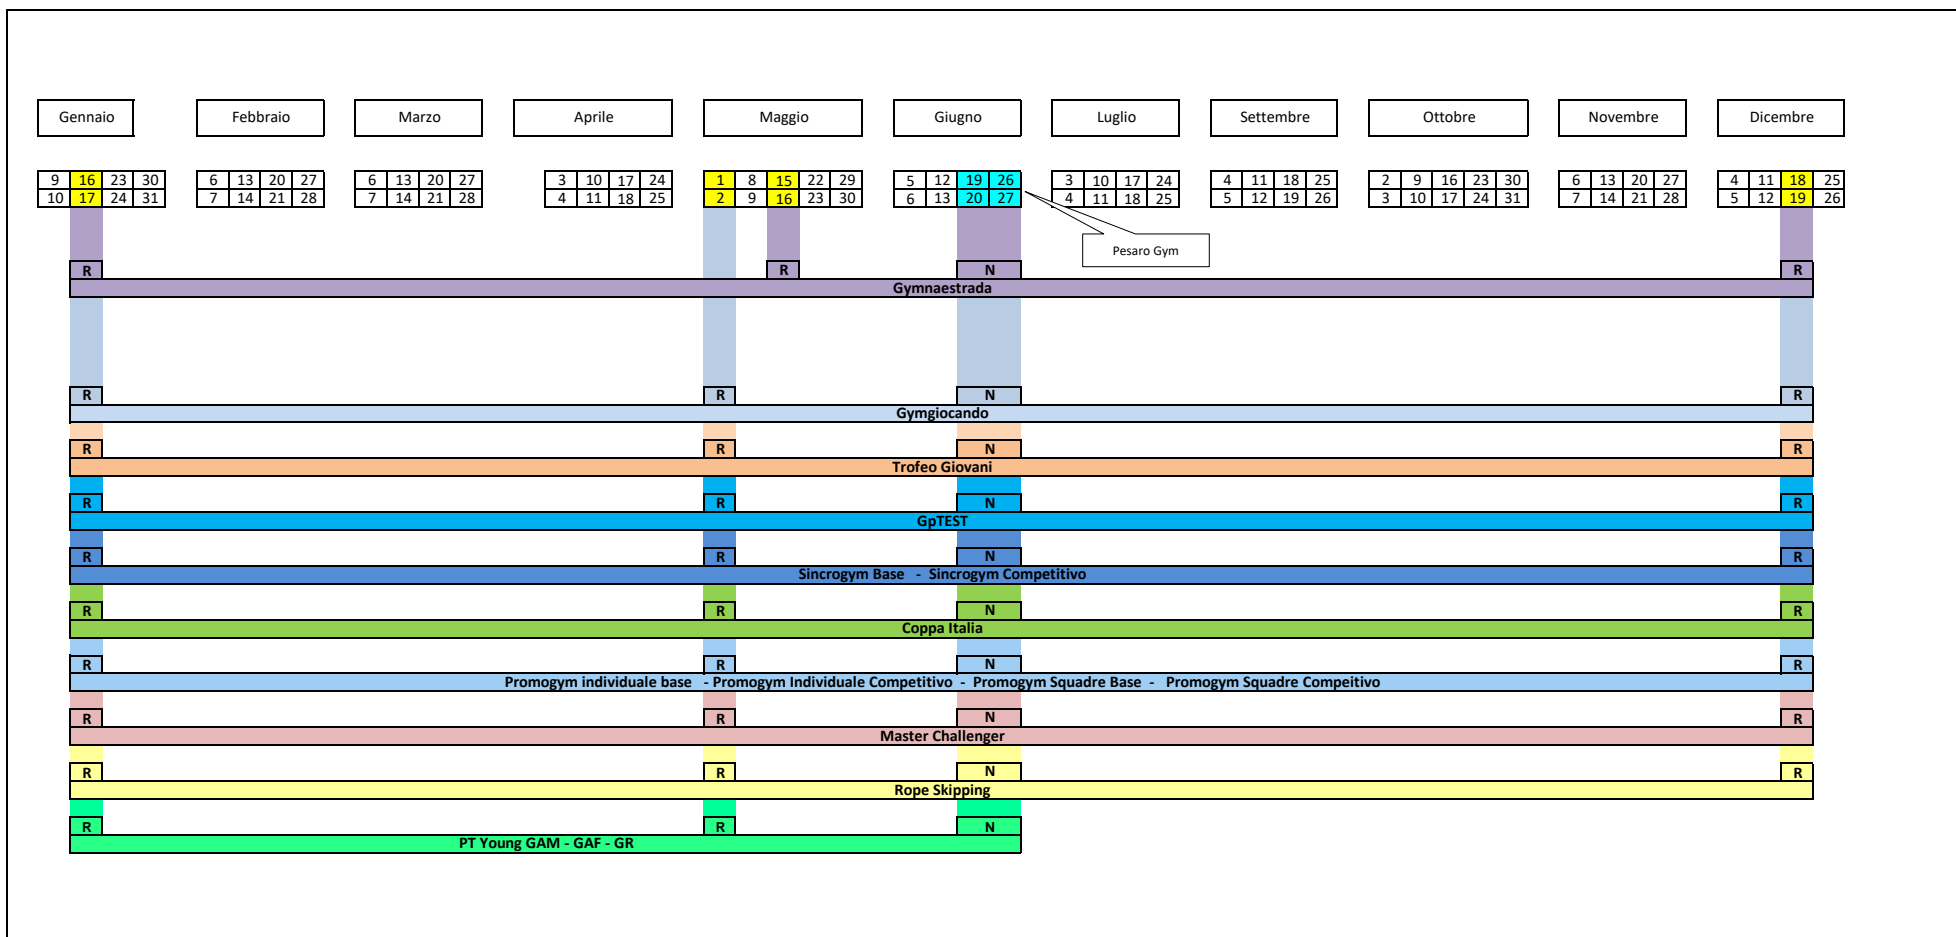 Gennaio Febbraio Marzo Aprile Maggio Giugno Luglio Settembre Ottobre Novembre Dicembre
9 16 23 30 6 13 20 27 6 13 20 27 3 10 17 24 1 8 15 22 29 5 12 19 26 3 10 17 24 4 11 18 25 2 9 16 23 30 6 13 20 27 4 11 18 25
10 17 24 31 7 14 21 28 7 14 21 28 4 11 18 25 2 9 16 23 30 6 13 20 27 4 11 18 25 5 12 19 26 3 10 17 24 31 7 14 21 28 5 12 19 26
Pesaro Gym
R R N R
Gymnaestrada
R R N R
Gymgiocando
R R N R
Trofeo Giovani
R R N R
GpTEST
R R N R
Sincrogym Base - Sincrogym Competitivo
R R N R
Coppa Italia
R R N R
Promogym individuale base - Promogym Individuale Competitivo - Promogym Squadre Base - Promogym Squadre Compeitivo
R R N R
Master Challenger
R R N R
Rope Skipping
R R N
PT Young GAM - GAF - GR